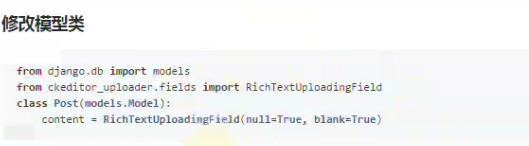 修改模型类
from django.db import models
from ckeditor_uploader.fields import RichTextUploadingField
class Post(models.Model):
    content = RichTextUploadingField(null=True, blank=True)